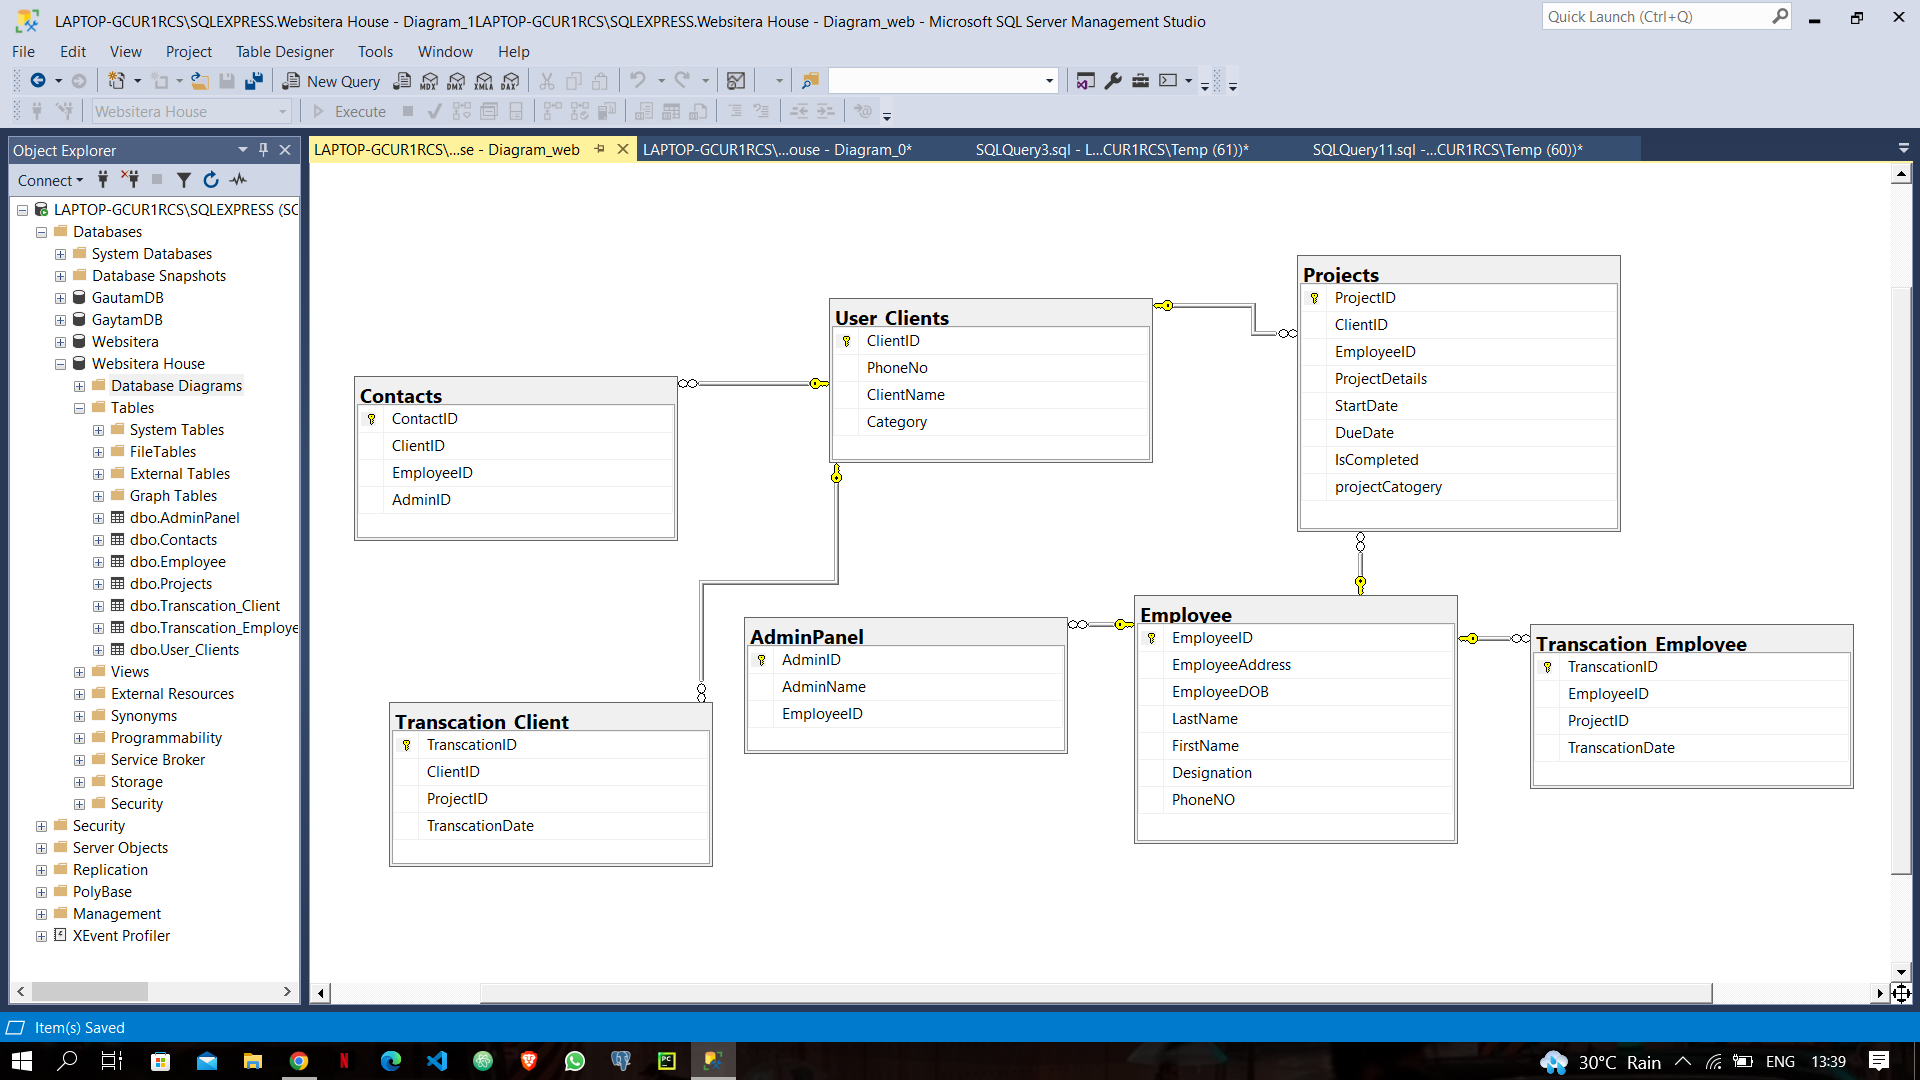 LAPTOP-GCUR1RCS\SQLEXPRESS.Websitera House - Diagram_1LAPTOP-GCUR1RCS\SQLEXPRESS.Websitera House - Diagram_web - Microsoft SQL Server Management Studio
Quick Launch (Ctrl+Q)
File Edit View Project Table Designer Tools Window Help
New Query MDX DMX XMLA DAX
Websitera House Execute
Object Explorer
LAPTOP-GCUR1RCS\...se - Diagram_web
LAPTOP-GCUR1RCS\...ouse - Diagram_0*
SQLQuery3.sql - L...CUR1RCS\Temp (61))*
SQLQuery11.sql -...CUR1RCS\Temp (60))*
Connect
LAPTOP-GCUR1RCS\SQLEXPRESS (SC
Databases
System Databases
Database Snapshots
GautamDB
GaytamDB
Websitera
Websitera House
Database Diagrams
Tables
System Tables
FileTables
External Tables
Graph Tables
dbo.AdminPanel
dbo.Contacts
dbo.Employee
dbo.Projects
dbo.Transcation_Client
dbo.Transcation_Employe
dbo.User_Clients
Views
External Resources
Synonyms
Programmability
Service Broker
Storage
Security
Security
Server Objects
Replication
PolyBase
Management
XEvent Profiler
Contacts
ContactID
ClientID
EmployeeID
AdminID
User_Clients
ClientID
PhoneNo
ClientName
Category
Projects
ProjectID
ClientID
EmployeeID
ProjectDetails
StartDate
DueDate
IsCompleted
projectCatogery
Transcation_Client
TranscationID
ClientID
ProjectID
TranscationDate
AdminPanel
AdminID
AdminName
EmployeeID
Employee
EmployeeID
EmployeeAddress
EmployeeDOB
LastName
FirstName
Designation
PhoneNO
Transcation_Employee
TranscationID
EmployeeID
ProjectID
TranscationDate
Item(s) Saved
30°C Rain ENG 13:39